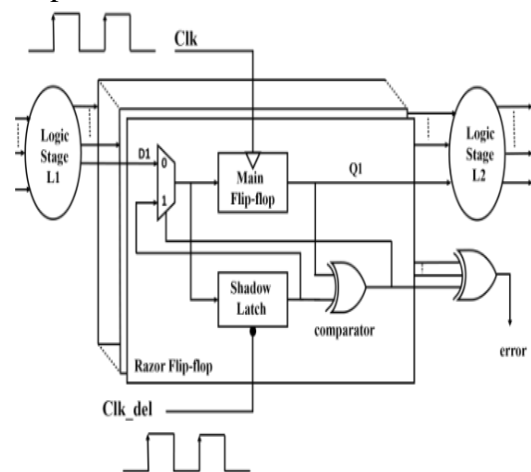 Clk
Logic
Stage
L1
D1
0
1
Main
Flip-flop
Q1
Logic
Stage
L2
Shadow
Latch
comparator
error
Razor Flip-flop
Clk_del